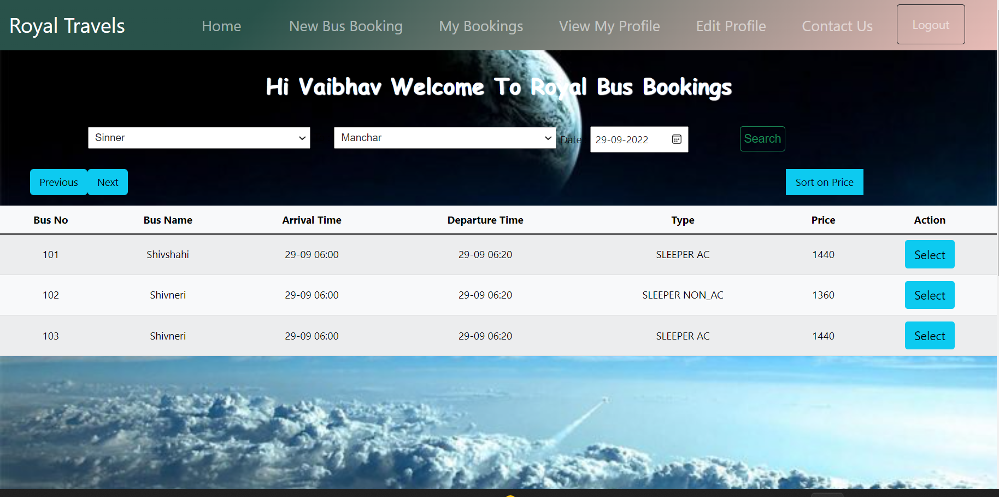 Royal Travels Home New Bus Booking My Bookings View My Profile Edit Profile Contact Us Logout
Hi Vaibhav Welcome To Royal Bus Bookings
Sinner Manchar Date 29-09-2022 Search
Previous Next Sort on Price
Bus No Bus Name Arrival Time Departure Time Type Price Action
101 Shivshahi 29-09 06:00 29-09 06:20 SLEEPER AC 1440 Select
102 Shivneri 29-09 06:00 29-09 06:20 SLEEPER NON_AC 1360 Select
103 Shivneri 29-09 06:00 29-09 06:20 SLEEPER AC 1440 Select